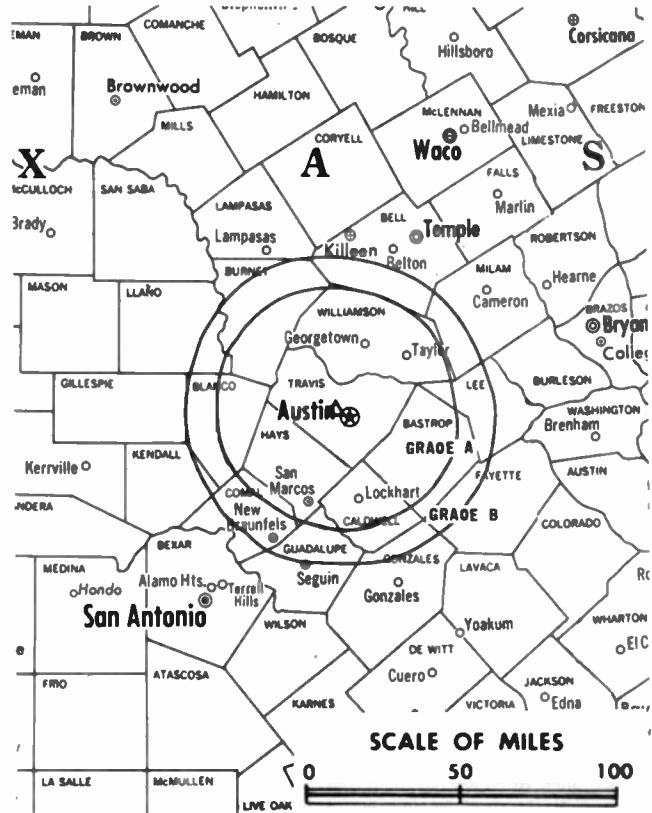 HILL
COMANCHE
EMAN
BROWN
BOSQUE
Hillsboro
Corsicana
eman
Brownwood
HAMILTON
MILLS
McLENNAN
Mexia
FREESTON
Bellmead
CORYELL
Waco
LIMESTONE
X
A
S
McCULLOCH
SAN SABA
FALLS
Marlin
LAMPASAS
BELL
Brady
Temple
Lampasas
Killeen
Belton
ROBERTSON
BURNET
MILAM
Hearne
MASON
LLANO
Cameron
WILLIAMSON
BRAZOS
Bryan
Georgetown
Taylor
Colleg
GILLESPIE
BLANCO
TRAVIS
LEE
BURLESON
Austin
WASHINGTON
BASTROP
Brenham
HAYS
GRADE A
KENDALL
Kerrville
FAYETTE
AUSTIN
San
Marcos
Lockhart
COMAL
NDERA
New
Braunfels
CALDWELL
GRADE B
COLORADO
BEXAR
GUADALUPE
GONZALES
MEDINA
LAVACA
Alamo Hts.
Terrell
Hills
Seguin
Hondo
Gonzales
San Antonio
WILSON
WHARTON
Yoakum
El C
DE WITT
FRIO
ATASCOSA
Cuero
JACKSON
KARNES
VICTORIA
Edna
SCALE OF MILES
0
50
100
LA SALLE
McMULLEN
LIVE OAK